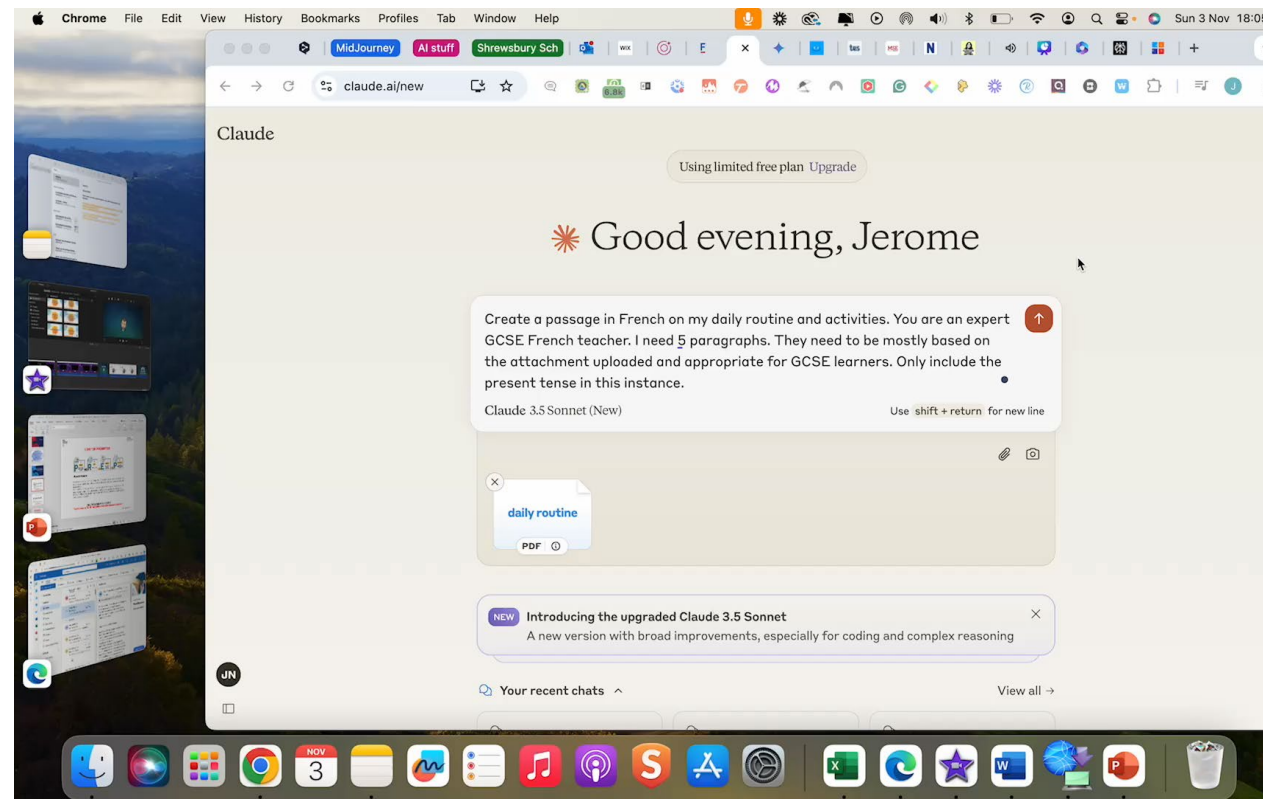 Chrome File Edit View History Bookmarks Profiles Tab Window Help Sun 3 Nov 18:05
MidJourney AI stuff Shrewsbury Sch WIX tes N
claude.ai/new
6.8k
Claude
Using limited free plan Upgrade
Good evening, Jerome
Create a passage in French on my daily routine and activities. You are an expert
GCSE French teacher. I need 5 paragraphs. They need to be mostly based on
the attachment uploaded and appropriate for GCSE learners. Only include the
present tense in this instance.
Claude 3.5 Sonnet (New) Use shift + return for new line
daily routine
PDF
NEW Introducing the upgraded Claude 3.5 Sonnet
A new version with broad improvements, especially for coding and complex reasoning
JN
Your recent chats View all →
NOV
3